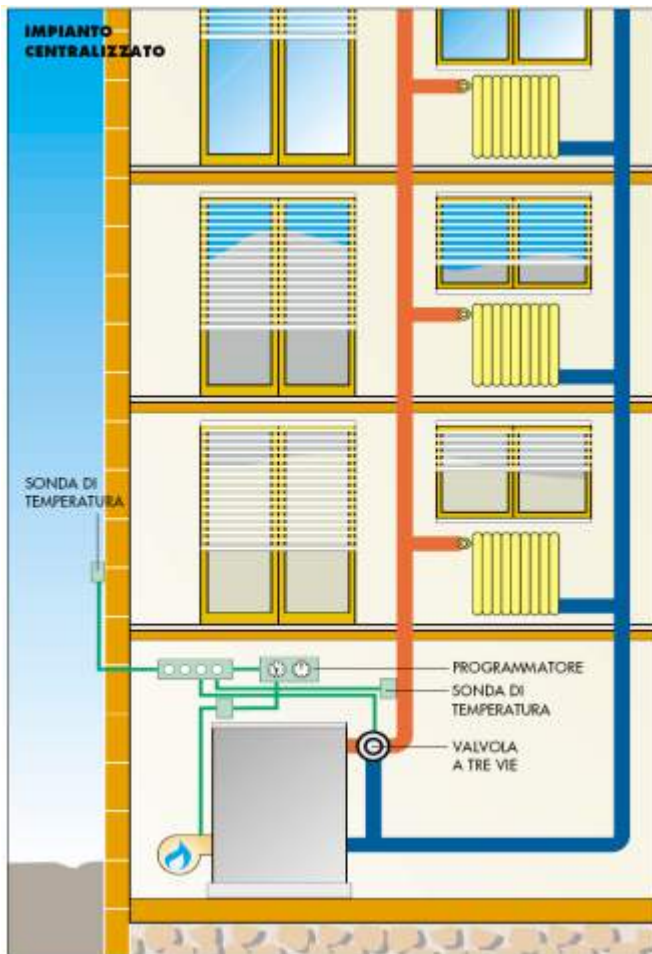 IMPIANTO
CENTRALIZZATO
SONDA DI
TEMPERATURA
PROGRAMMATORE
SONDA DI
TEMPERATURA
VALVOLA
A TRE VIE